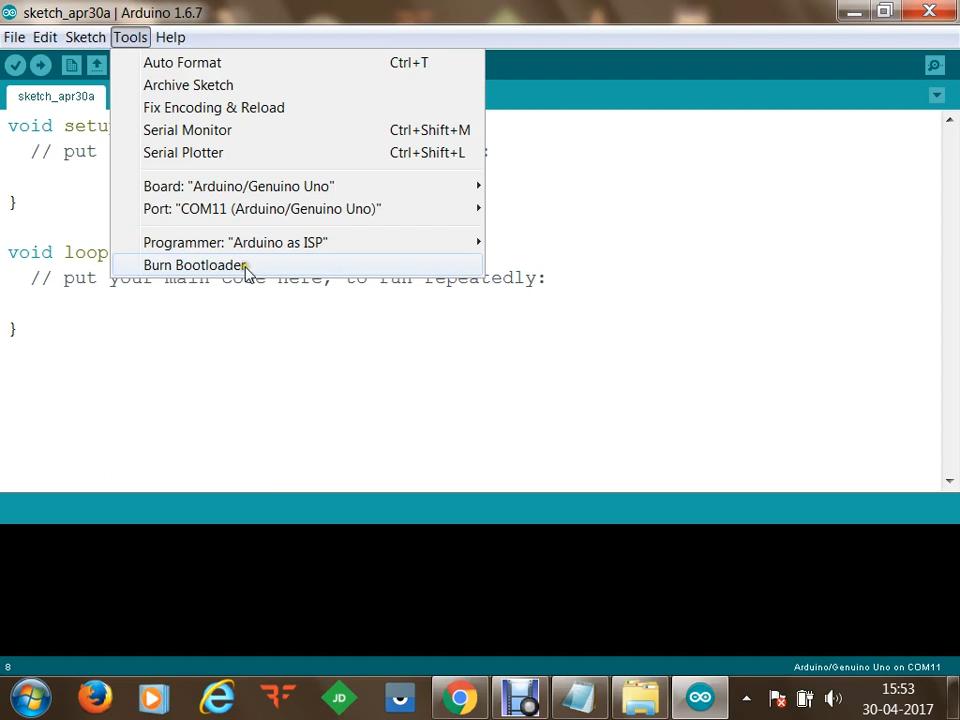 sketch_apr30a | Arduino 1.6.7
File Edit Sketch Tools Help
Auto Format Ctrl+T
Archive Sketch
Fix Encoding & Reload
Serial Monitor Ctrl+Shift+M
Serial Plotter Ctrl+Shift+L
Board: "Arduino/Genuino Uno"
Port: "COM11 (Arduino/Genuino Uno)"
Programmer: "Arduino as ISP"
Burn Bootloader
sketch_apr30a
void setu
// put :
}
void loop
// put your main code here, to run repeatedly:
}
8 Arduino/Genuino Uno on COM11
JD
15:53
30-04-2017